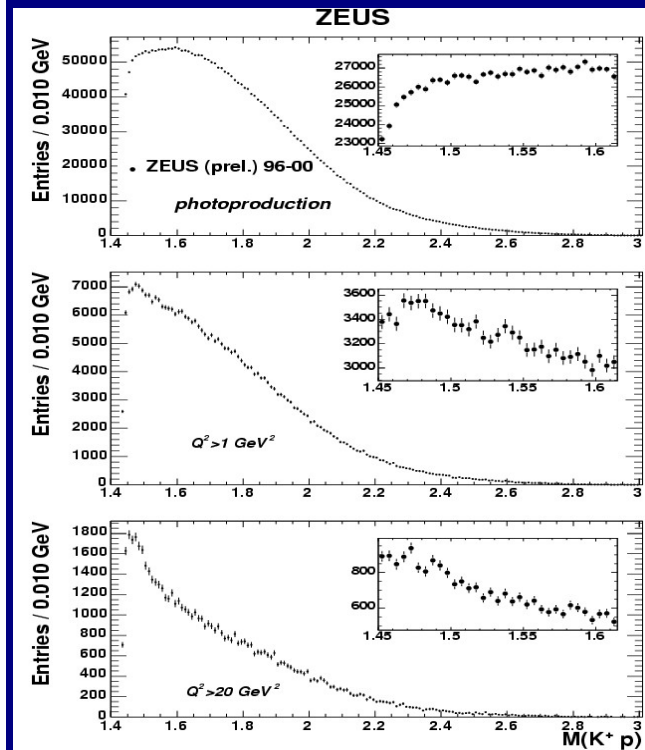 ZEUS
Entries / 0.010 GeV
50000
40000
30000
20000
10000
0
27000
26000
25000
24000
23000
1.45 1.5 1.55 1.6
ZEUS (prel.) 96-00
photoproduction
1.4 1.6 1.8 2 2.2 2.4 2.6 2.8 3
Entries / 0.010 GeV
7000
6000
5000
4000
3000
2000
1000
0
3600
3400
3200
3000
1.45 1.5 1.55 1.6
Q²>1 GeV²
1.4 1.6 1.8 2 2.2 2.4 2.6 2.8 3
Entries / 0.010 GeV
1800
1600
1400
1200
1000
800
600
400
200
0
800
600
1.45 1.5 1.55 1.6
Q²>20 GeV²
1.4 1.6 1.8 2 2.2 2.4 2.6 2.8 3
M(K⁺ p)